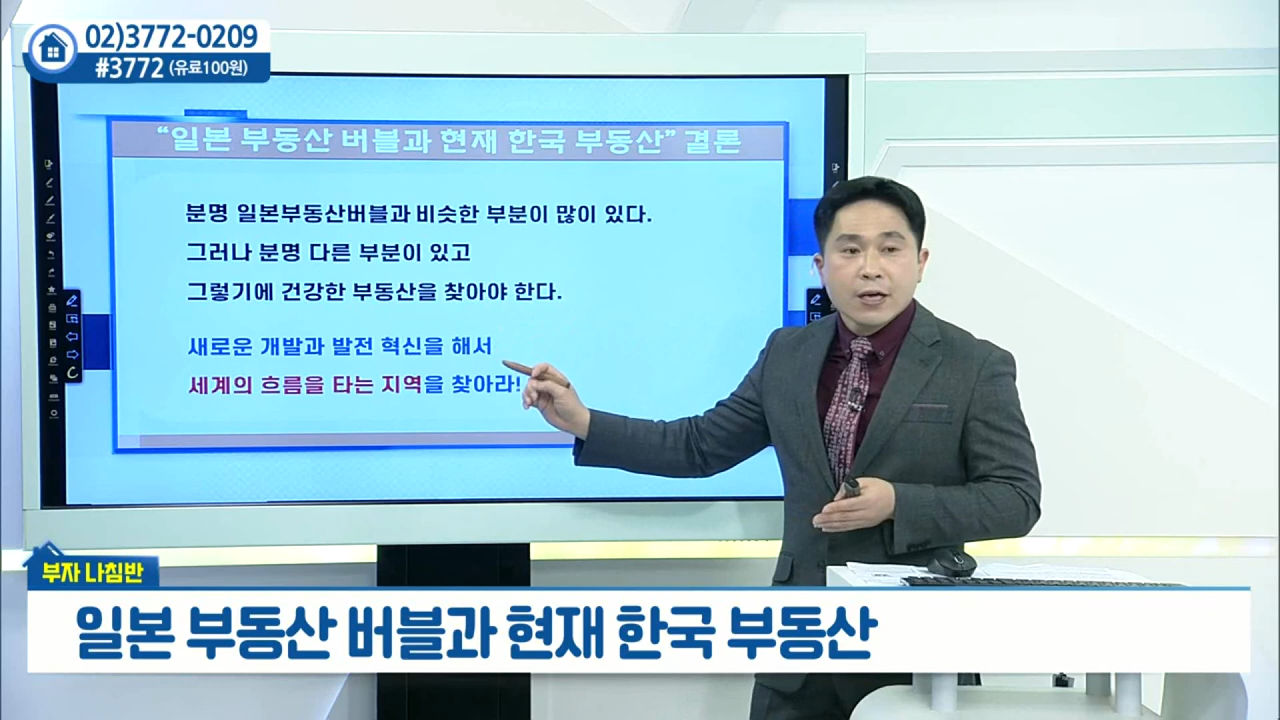 02)3772-0209
#3772 (유료100원)
“일본 부동산 버블과 현재 한국 부동산” 결론
분명 일본부동산버블과 비슷한 부분이 많이 있다.
그러나 분명 다른 부분이 있고
그렇기에 건강한 부동산을 찾아야 한다.
새로운 개발과 발전 혁신을 해서
세계의 흐름을 타는 지역을 찾아라!
부자 나침반
일본 부동산 버블과 현재 한국 부동산